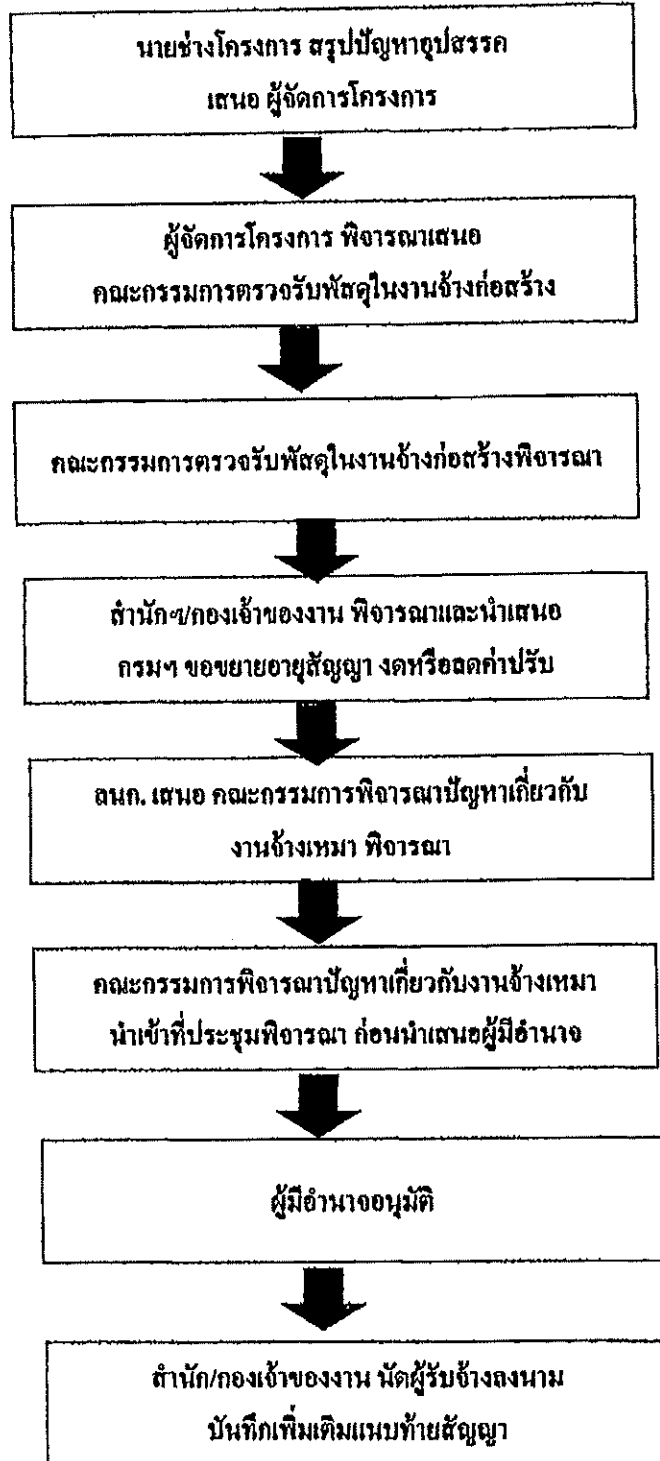 นายช่างโครงการ สรุปปัญหาอุปสรรค
เสนอ ผู้จัดการโครงการ
ผู้จัดการโครงการ พิจารณาเสนอ
คณะกรรมการตรวจรับพัสดุในงานจ้างก่อสร้าง
คณะกรรมการตรวจรับพัสดุในงานจ้างก่อสร้างพิจารณา
สำนักฯ/กองเจ้าของงาน พิจารณาและนำเสนอ
กรมฯ ขอขยายอายุสัญญา งดหรือลดค่าปรับ
ลนก. เสนอ คณะกรรมการพิจารณาปัญหาเกี่ยวกับ
งานจ้างเหมา พิจารณา
คณะกรรมการพิจารณาปัญหาเกี่ยวกับงานจ้างเหมา
นำเข้าที่ประชุมพิจารณา ก่อนนำเสนอผู้มีอำนาจ
ผู้มีอำนาจอนุมัติ
สำนัก/กองเจ้าของงาน นัดผู้รับจ้างลงนาม
บันทึกเพิ่มเติมแนบท้ายสัญญา